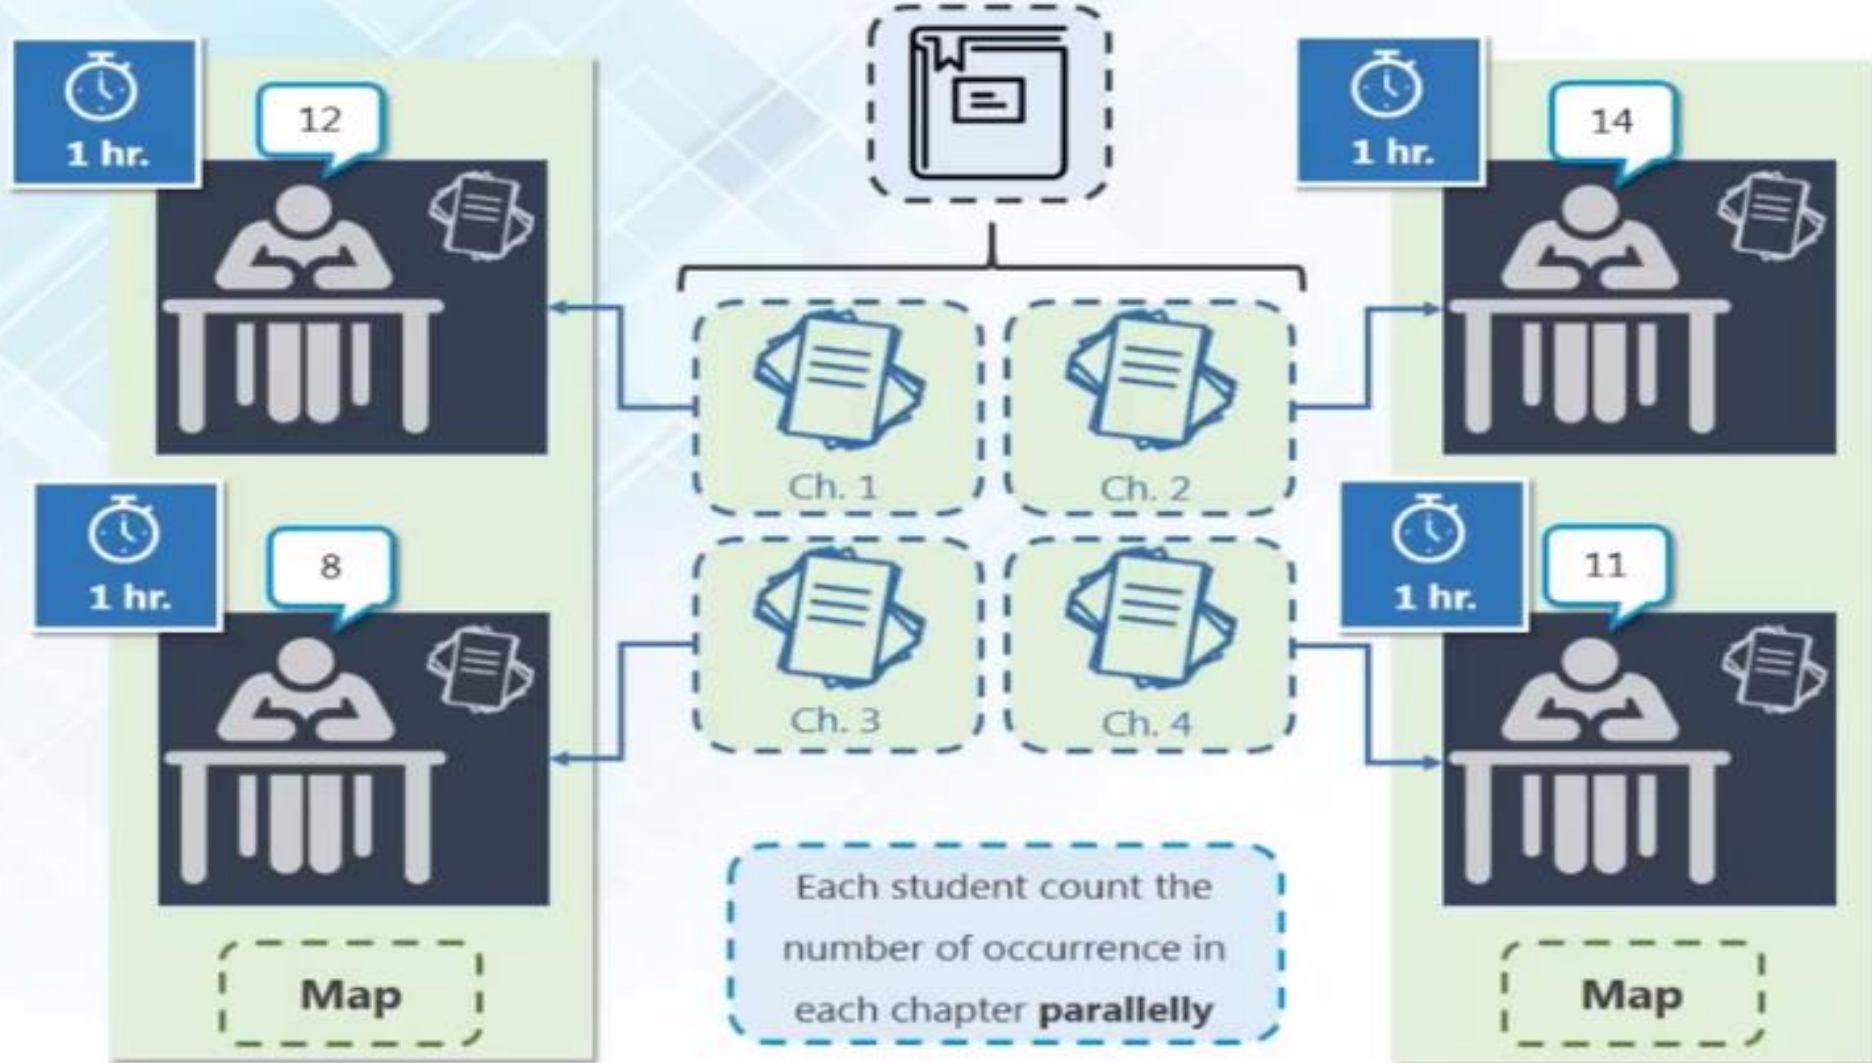 1 hr.
12
1 hr.
14
Ch. 1
Ch. 2
1 hr.
8
1 hr.
11
Ch. 3
Ch. 4
Each student count the
number of occurrence in
each chapter parallelly
Map
Map